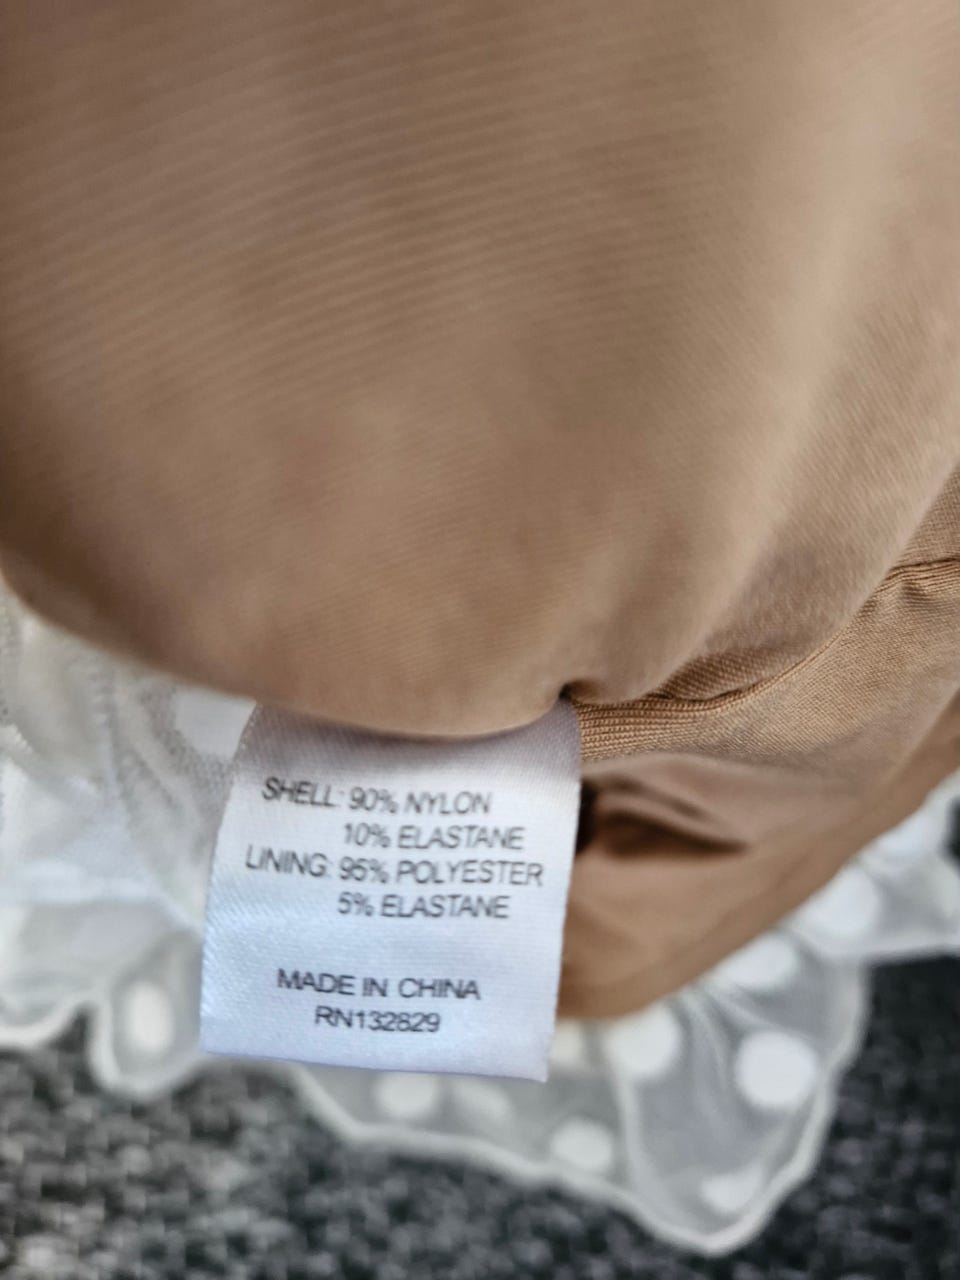 SHELL: 90% NYLON
10% ELASTANE
LINING: 95% POLYESTER
5% ELASTANE
MADE IN CHINA
RN132829